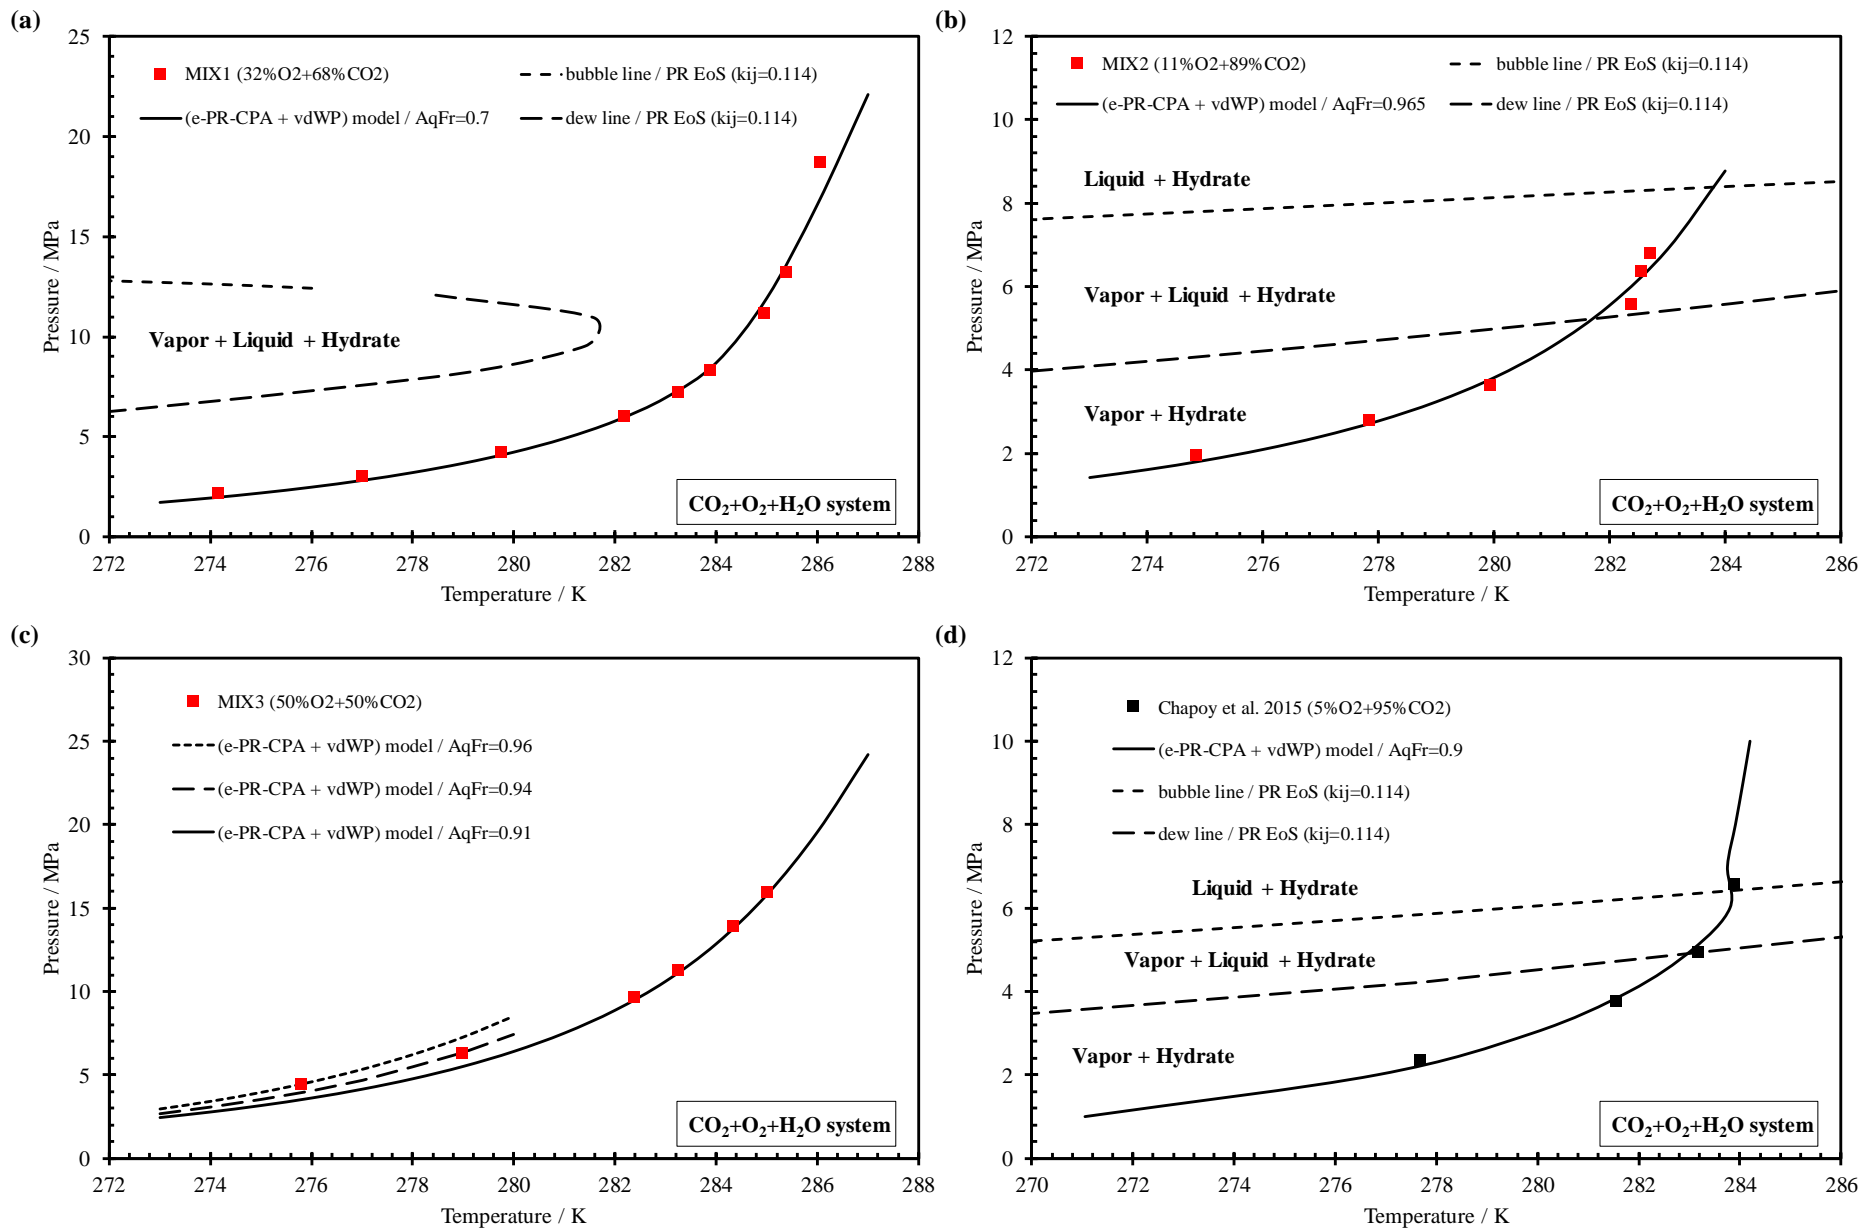 (a)
25
20
15
10
5
0
Pressure / MPa
MIX1 (32%O2+68%CO2)
bubble line / PR EoS (kij=0.114)
(e-PR-CPA + vdWP) model / AqFr=0.7
dew line / PR EoS (kij=0.114)
Vapor + Liquid + Hydrate
CO₂+O₂+H₂O system
272 274 276 278 280 282 284 286 288
Temperature / K
(b)
12
10
8
6
4
2
0
Pressure / MPa
MIX2 (11%O2+89%CO2)
bubble line / PR EoS (kij=0.114)
(e-PR-CPA + vdWP) model / AqFr=0.965
dew line / PR EoS (kij=0.114)
Liquid + Hydrate
Vapor + Liquid + Hydrate
Vapor + Hydrate
CO₂+O₂+H₂O system
272 274 276 278 280 282 284 286
Temperature / K
(c)
30
25
20
15
10
5
0
Pressure / MPa
MIX3 (50%O2+50%CO2)
(e-PR-CPA + vdWP) model / AqFr=0.96
(e-PR-CPA + vdWP) model / AqFr=0.94
(e-PR-CPA + vdWP) model / AqFr=0.91
CO₂+O₂+H₂O system
272 274 276 278 280 282 284 286 288
Temperature / K
(d)
12
10
8
6
4
2
0
Pressure / MPa
Chapoy et al. 2015 (5%O2+95%CO2)
(e-PR-CPA + vdWP) model / AqFr=0.9
bubble line / PR EoS (kij=0.114)
dew line / PR EoS (kij=0.114)
Liquid + Hydrate
Vapor + Liquid + Hydrate
Vapor + Hydrate
CO₂+O₂+H₂O system
270 272 274 276 278 280 282 284 286
Temperature / K